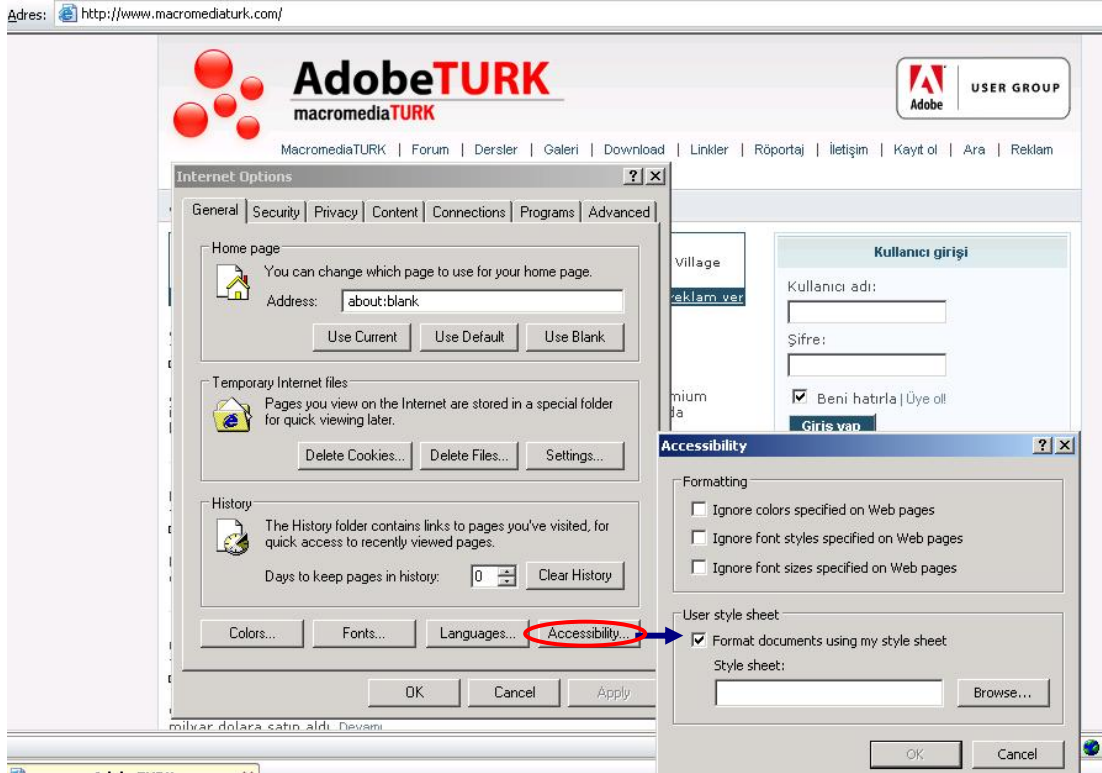 Adres: http://www.macromediaturk.com/
AdobeTURK
macromediaTURK
Adobe
USER GROUP
MacromediaTURK | Forum | Dersler | Galeri | Download | Linkler | Röportaj | İletişim | Kayıt ol | Ara | Reklam
Internet Options
General Security Privacy Content Connections Programs Advanced
Home page
You can change which page to use for your home page.
Address: about:blank
Use Current Use Default Use Blank
Temporary Internet files
Pages you view on the Internet are stored in a special folder
for quick viewing later.
Delete Cookies... Delete Files... Settings...
History
The History folder contains links to pages you've visited, for
quick access to recently viewed pages.
Days to keep pages in history: 0 Clear History
Colors... Fonts... Languages... Accessibility...
OK Cancel Apply
Village
reklam ver
Kullanıcı girişi
Kullanıcı adı:
Şifre:
Beni hatırla | Üye ol!
Giriş yap
Accessibility
Formatting
Ignore colors specified on Web pages
Ignore font styles specified on Web pages
Ignore font sizes specified on Web pages
User style sheet
Format documents using my style sheet
Style sheet:
Browse...
OK Cancel
milyar dolara satın aldı. Devamı